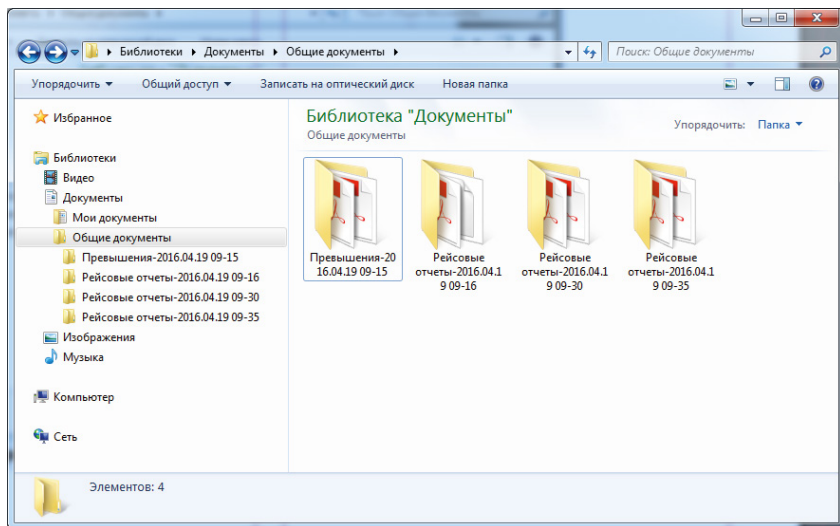 Библиотеки ▸ Документы ▸ Общие документы ▸
Поиск: Общие документы
Упорядочить Общий доступ Записать на оптический диск Новая папка
Избранное
Библиотеки
Видео
Документы
Мои документы
Общие документы
Превышения-2016.04.19 09-15
Рейсовые отчеты-2016.04.19 09-16
Рейсовые отчеты-2016.04.19 09-30
Рейсовые отчеты-2016.04.19 09-35
Изображения
Музыка
Компьютер
Сеть
Библиотека "Документы"
Общие документы
Упорядочить: Папка
Превышения-20
16.04.19 09-15
Рейсовые
отчеты-2016.04.1
9 09-16
Рейсовые
отчеты-2016.04.1
9 09-30
Рейсовые
отчеты-2016.04.1
9 09-35
Элементов: 4